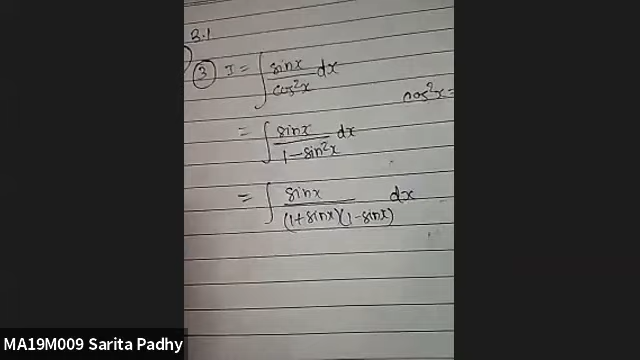 3.1
③ I = ∫ sinx/cos²x dx
cos²x =
= ∫ sinx/1-sin²x dx
= ∫ sinx/(1+sinx)(1-sinx) dx
MA19M009 Sarita Padhy